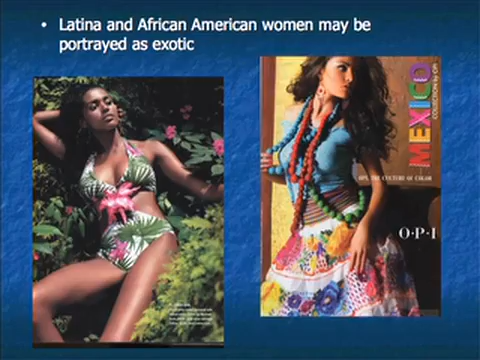 • Latina and African American women may be
portrayed as exotic
MEXICO
COLLECTION by OPI
OPI. THE CULTURE OF COLOR
O·P·I